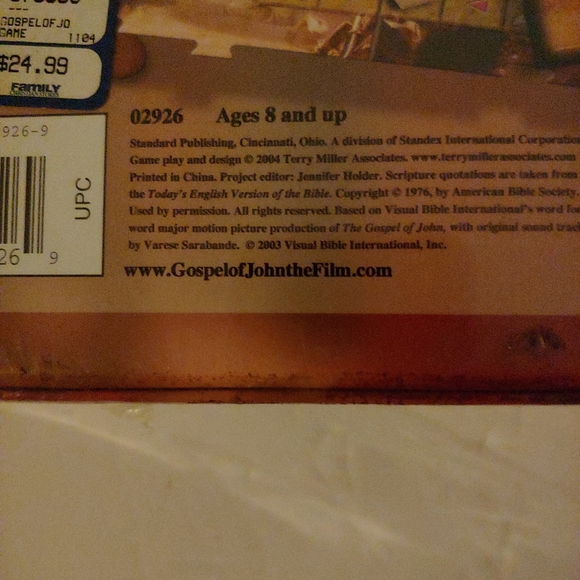 GOSPELOFJO
GAME 1104
$24.99
Family
926-9
UPC
26 9
02926 Ages 8 and up
Standard Publishing, Cincinnati, Ohio. A division of Standex International Corporation
Game play and design © 2004 Terry Miller Associates. www.terrymillerassociates.com
Printed in China. Project editor: Jennifer Holder. Scripture quotations are taken from
the Today's English Version of the Bible. Copyright © 1976, by American Bible Society.
Used by permission. All rights reserved. Based on Visual Bible International's word for
word major motion picture production of The Gospel of John, with original sound track
by Varese Sarabande. © 2003 Visual Bible International, Inc.
www.GospelofJohntheFilm.com